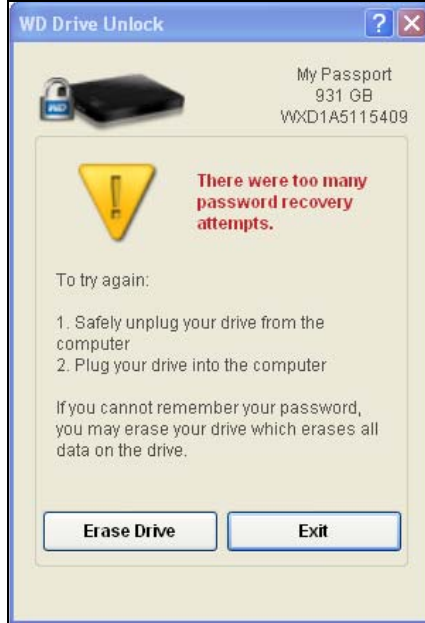 WD Drive Unlock
My Passport
931 GB
WXD1A5115409
WD
There were too many
password recovery
attempts.
To try again:
1. Safely unplug your drive from the
computer
2. Plug your drive into the computer
If you cannot remember your password,
you may erase your drive which erases all
data on the drive.
Erase Drive
Exit